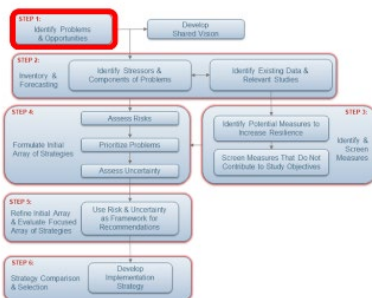 STEP 1:
Identify Problems
& Opportunities
Develop
Shared Vision
STEP 2:
Inventory &
Forecasting
Identify Stressors &
Components of Problems
Identify Existing Data &
Relevant Studies
STEP 4:
Formulate Initial
Array of Strategies
Assess Risks
Prioritize Problems
Assess Uncertainty
STEP 3:
Identify Potential Measures to
Increase Resilience
Screen Measures That Do Not
Contribute to Study Objectives
Identify &
Screen
Measures
STEP 5:
Refine Initial Array
& Evaluate Focused
Array of Strategies
Use Risk & Uncertainty
as Framework for
Recommendations
STEP 6:
Strategy Comparison
& Selection
Develop
Implementation
Strategy